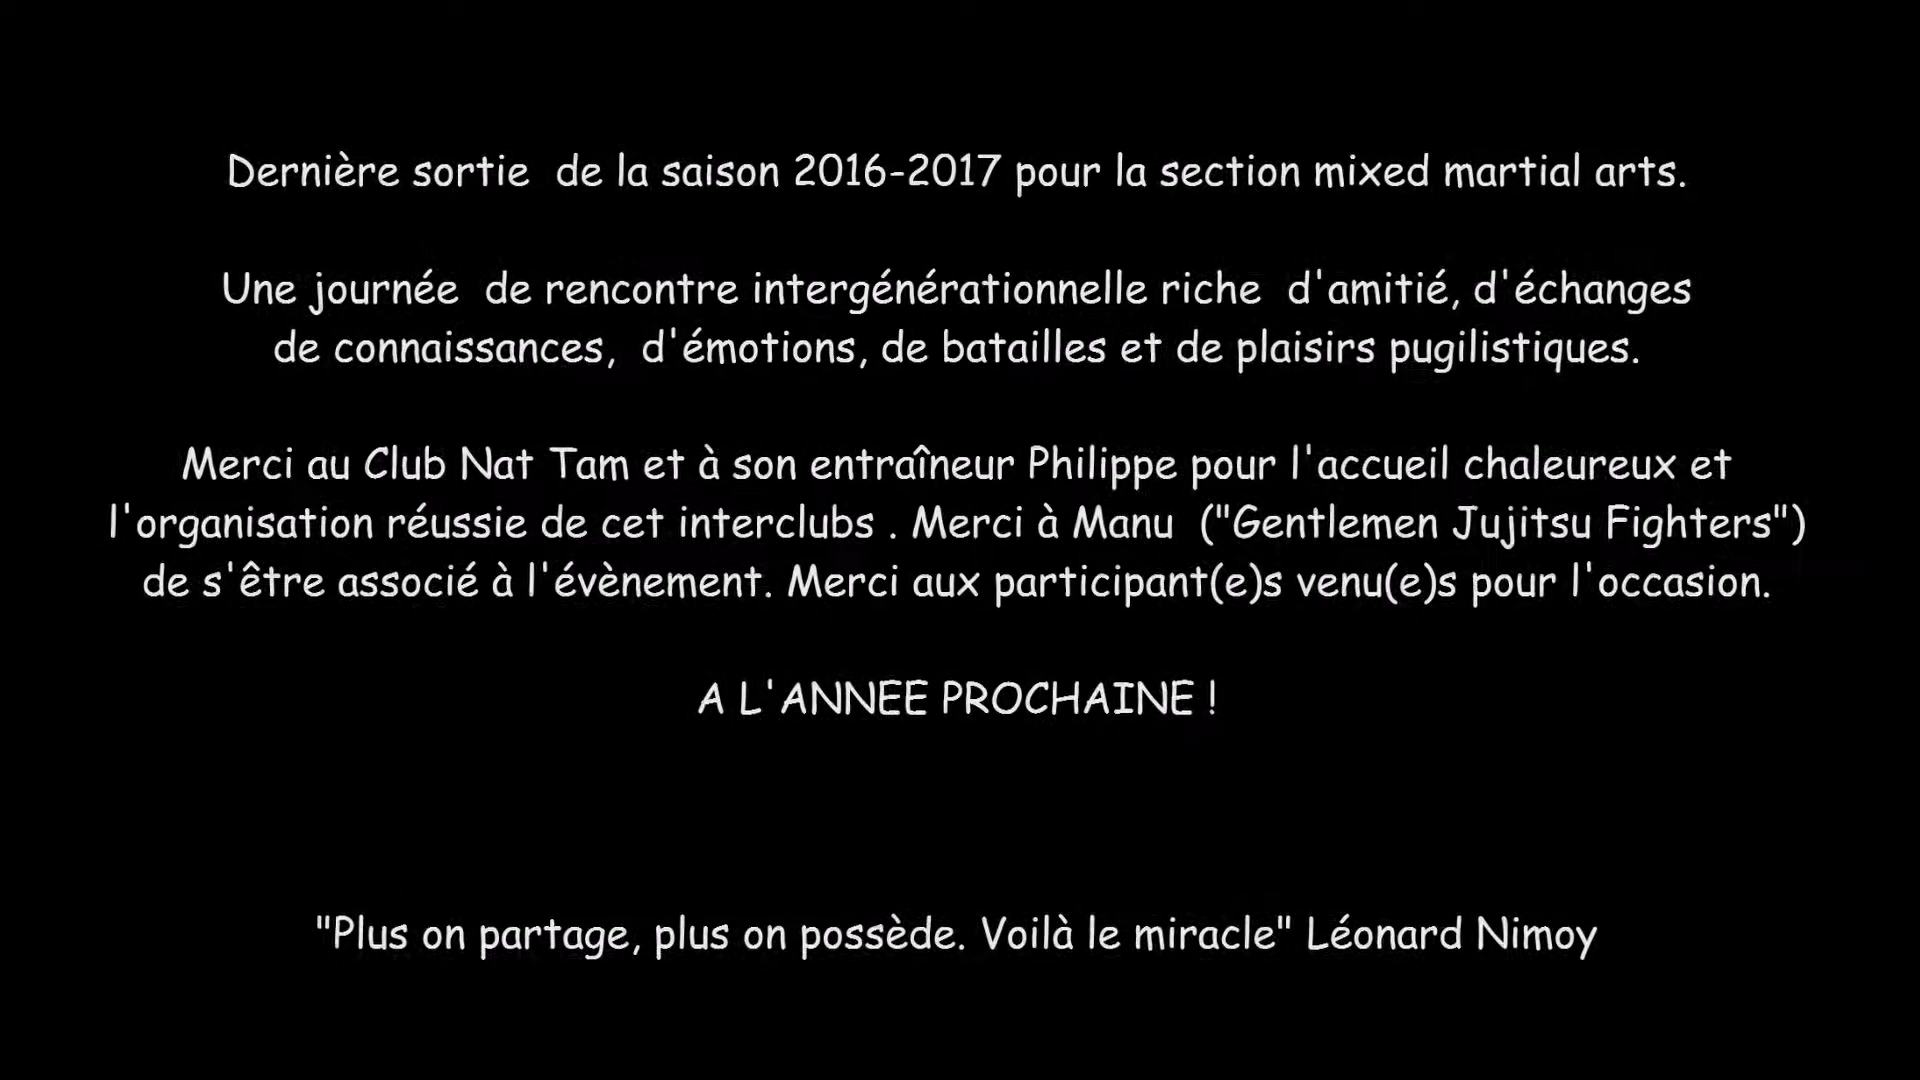 Dernière sortie  de la saison 2016-2017 pour la section mixed martial arts.
Une journée  de rencontre intergénérationnelle riche  d'amitié, d'échanges
de connaissances,  d'émotions, de batailles et de plaisirs pugilistiques.
Merci au Club Nat Tam et à son entraîneur Philippe pour l'accueil chaleureux et
l'organisation réussie de cet interclubs . Merci à Manu  ("Gentlemen Jujitsu Fighters")
de s'être associé à l'évènement. Merci aux participant(e)s venu(e)s pour l'occasion.
A L'ANNEE PROCHAINE !
"Plus on partage, plus on possède. Voilà le miracle" Léonard Nimoy